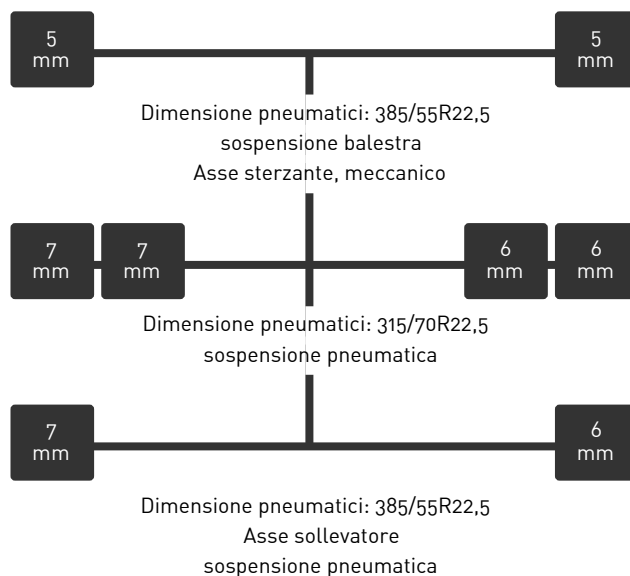 5 mm 5 mm
Dimensione pneumatici: 385/55R22,5
sospensione balestra
Asse sterzante, meccanico
7 mm 7 mm 6 mm 6 mm
Dimensione pneumatici: 315/70R22,5
sospensione pneumatica
7 mm 6 mm
Dimensione pneumatici: 385/55R22,5
Asse sollevatore
sospensione pneumatica